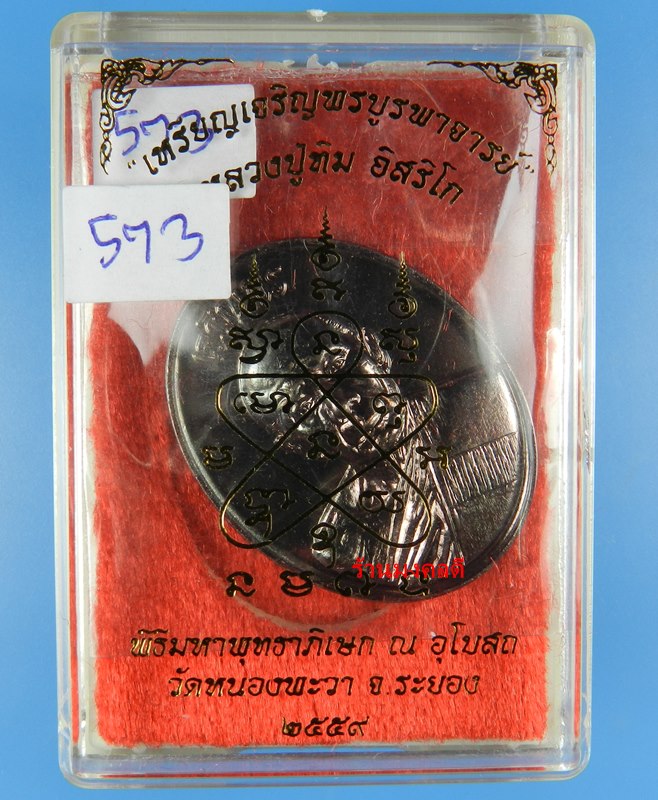 "เหรียญเจริญพรบูรพาจารย์"
หลวงปู่ทิม อิสริโก
573
573
ร้านมงคลดี
พิธีมหาพุทธาภิเษก ณ อุโบสถ
วัดหนองพะวา จ.ระยอง
๒๕๕๙